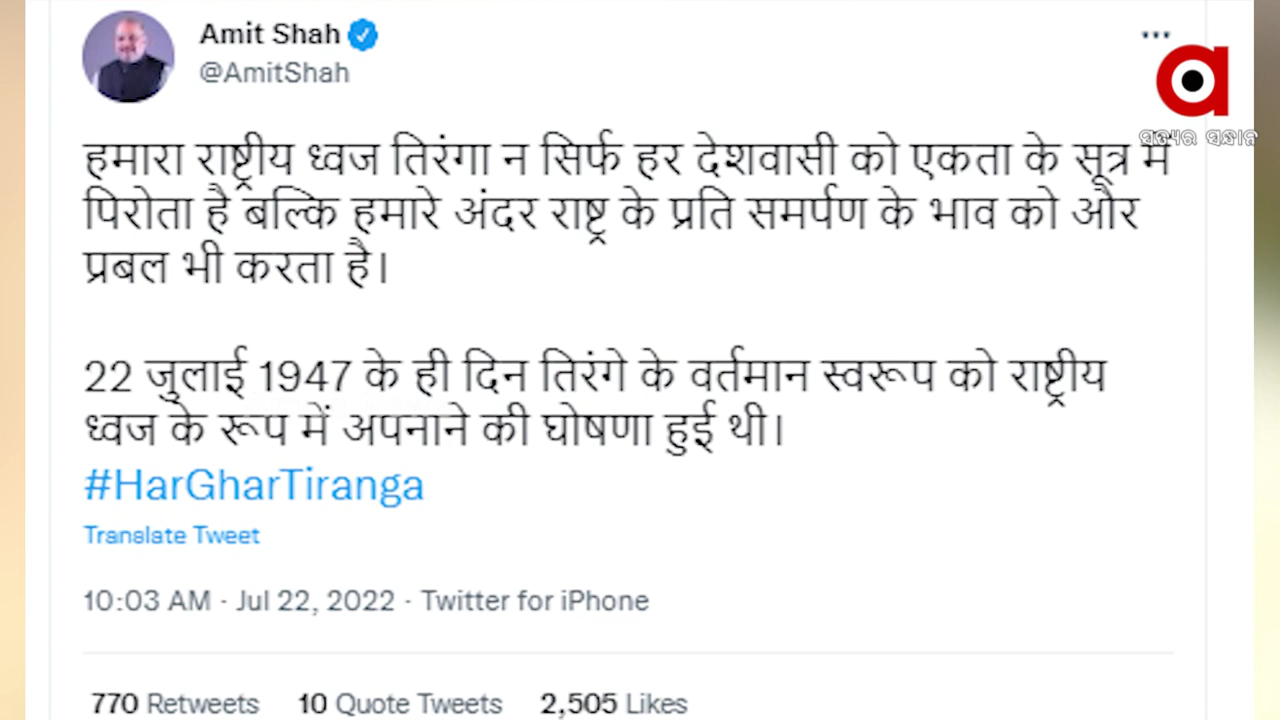 Amit Shah
@AmitShah
हमारा राष्ट्रीय ध्वज तिरंगा न सिर्फ हर देशवासी को एकता के सूत्र में
पिरोता है बल्कि हमारे अंदर राष्ट्र के प्रति समर्पण के भाव को और
प्रबल भी करता है।
22 जुलाई 1947 के ही दिन तिरंगे के वर्तमान स्वरूप को राष्ट्रीय
ध्वज के रूप में अपनाने की घोषणा हुई थी।
#HarGharTiranga
Translate Tweet
10:03 AM · Jul 22, 2022 · Twitter for iPhone
770 Retweets 10 Quote Tweets 2,505 Likes